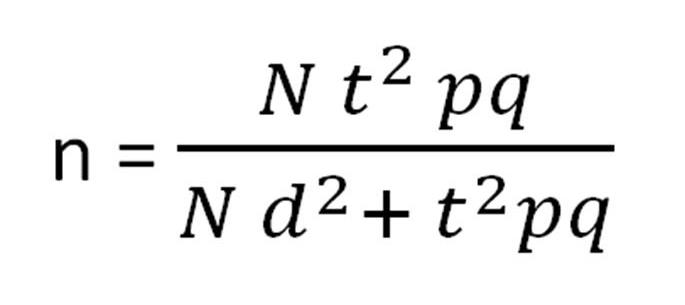 n = N t² pq
N d² + t² pq